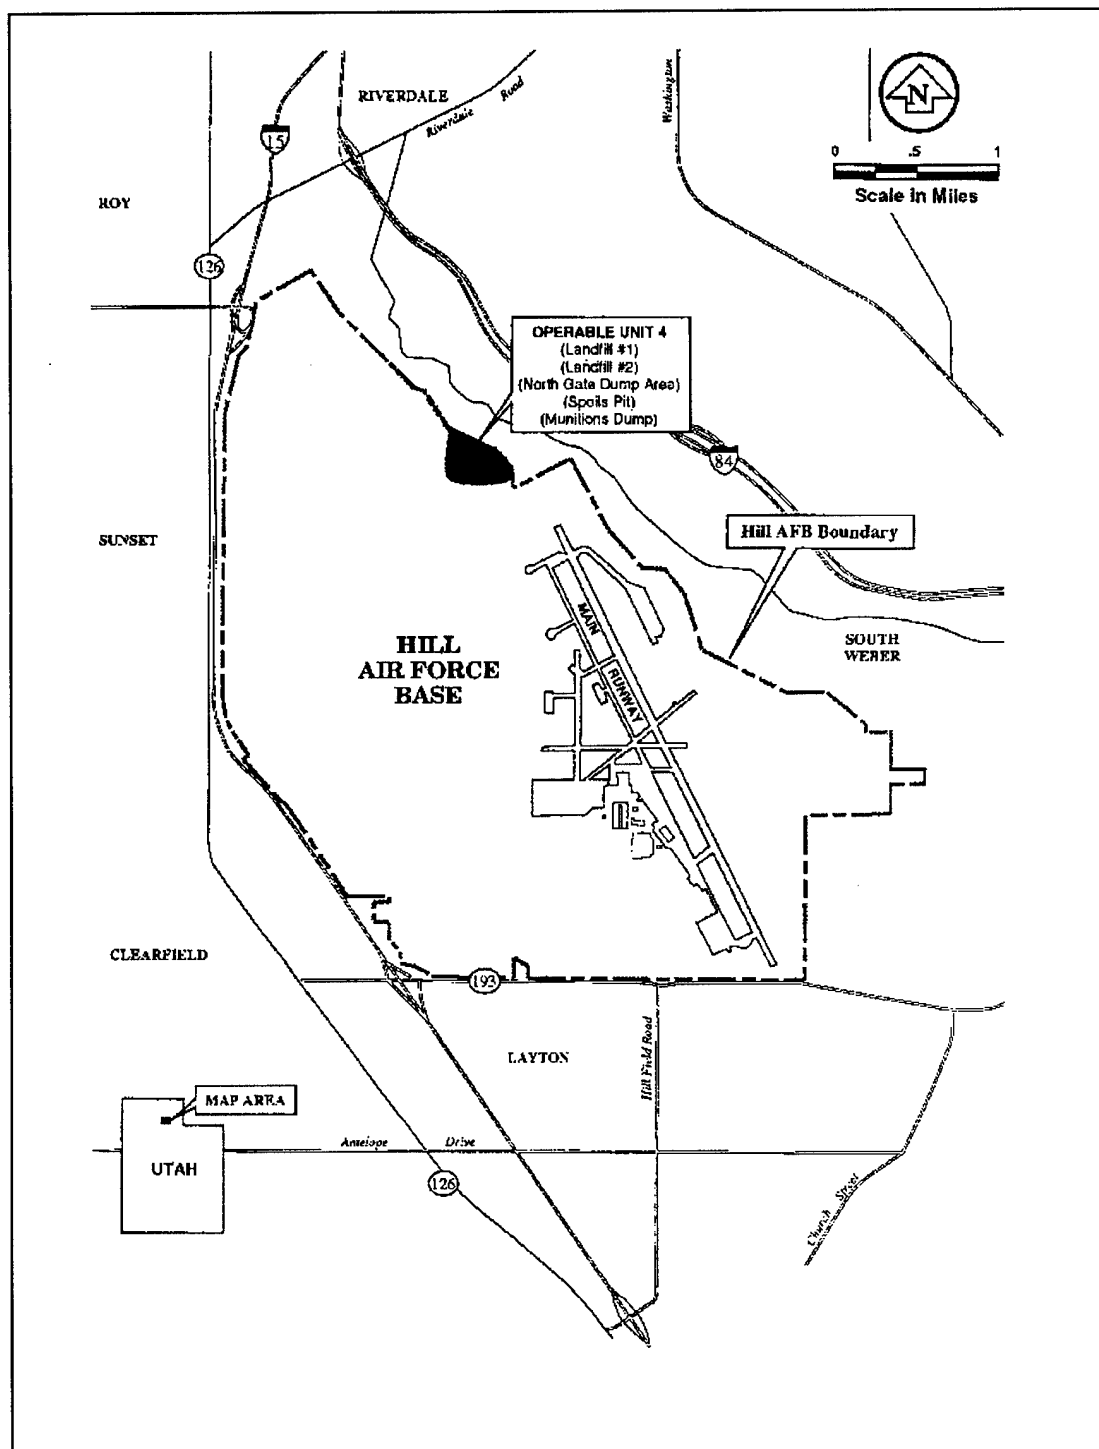 RIVERDALE
Riverdale Road
Washington
N
15
0 .5 1
Scale in Miles
ROY
126
OPERABLE UNIT 4
(Landfill #1)
(Landfill #2)
(North Gate Dump Area)
(Spoils Pit)
(Munitions Dump)
84
Hill AFB Boundary
SUNSET
MAIN RUNWAY
HILL
AIR FORCE
BASE
SOUTH
WEBER
CLEARFIELD
193
LAYTON
Hill Field Road
MAP AREA
UTAH
Antelope Drive
126
Church Street